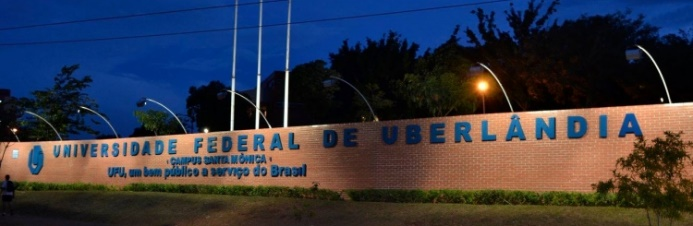 UNIVERSIDADE FEDERAL DE UBERLÂNDIA
- CAMPUS SANTA MÔNICA -
UFU, um bem público a serviço do Brasil